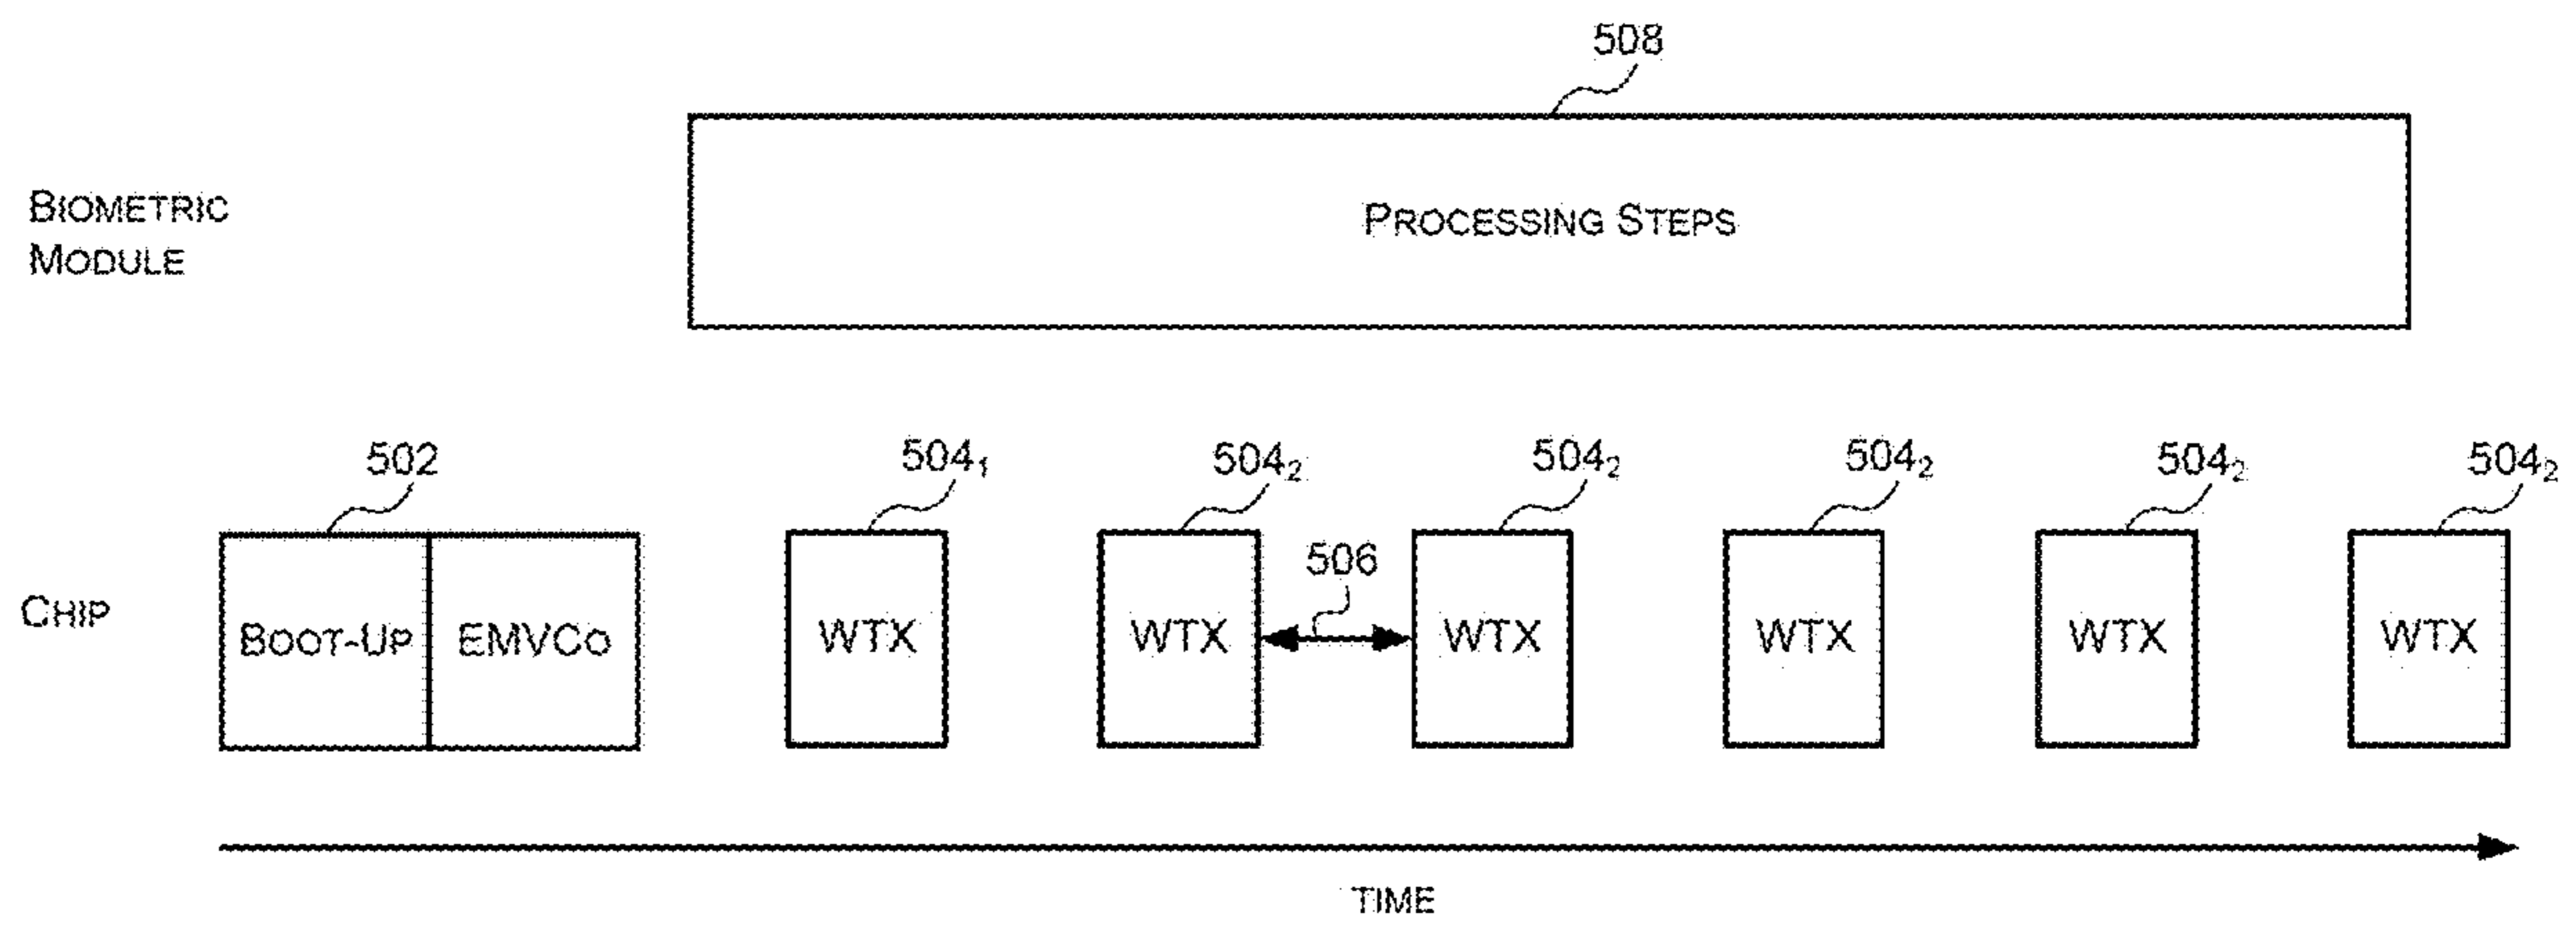 508
BIOMETRIC
MODULE
PROCESSING STEPS
502
504₁
504₂
504₂
504₂
504₂
504₂
506
CHIP
BOOT-UP
EMVCO
WTX
WTX
WTX
WTX
WTX
WTX
TIME